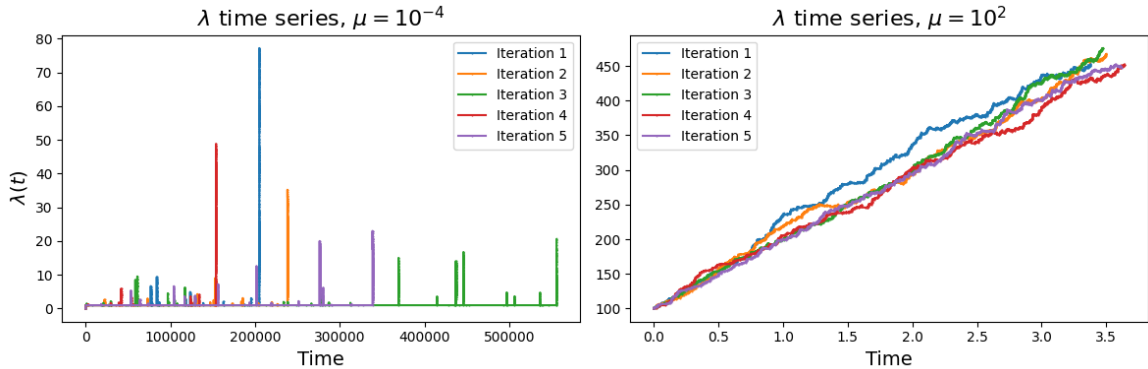 λ time series, μ = 10⁻⁴
λ(t)
80
70
60
50
40
30
20
10
0
Iteration 1
Iteration 2
Iteration 3
Iteration 4
Iteration 5
0 100000 200000 300000 400000 500000
Time
λ time series, μ = 10²
450
400
350
300
250
200
150
100
Iteration 1
Iteration 2
Iteration 3
Iteration 4
Iteration 5
0.0 0.5 1.0 1.5 2.0 2.5 3.0 3.5
Time